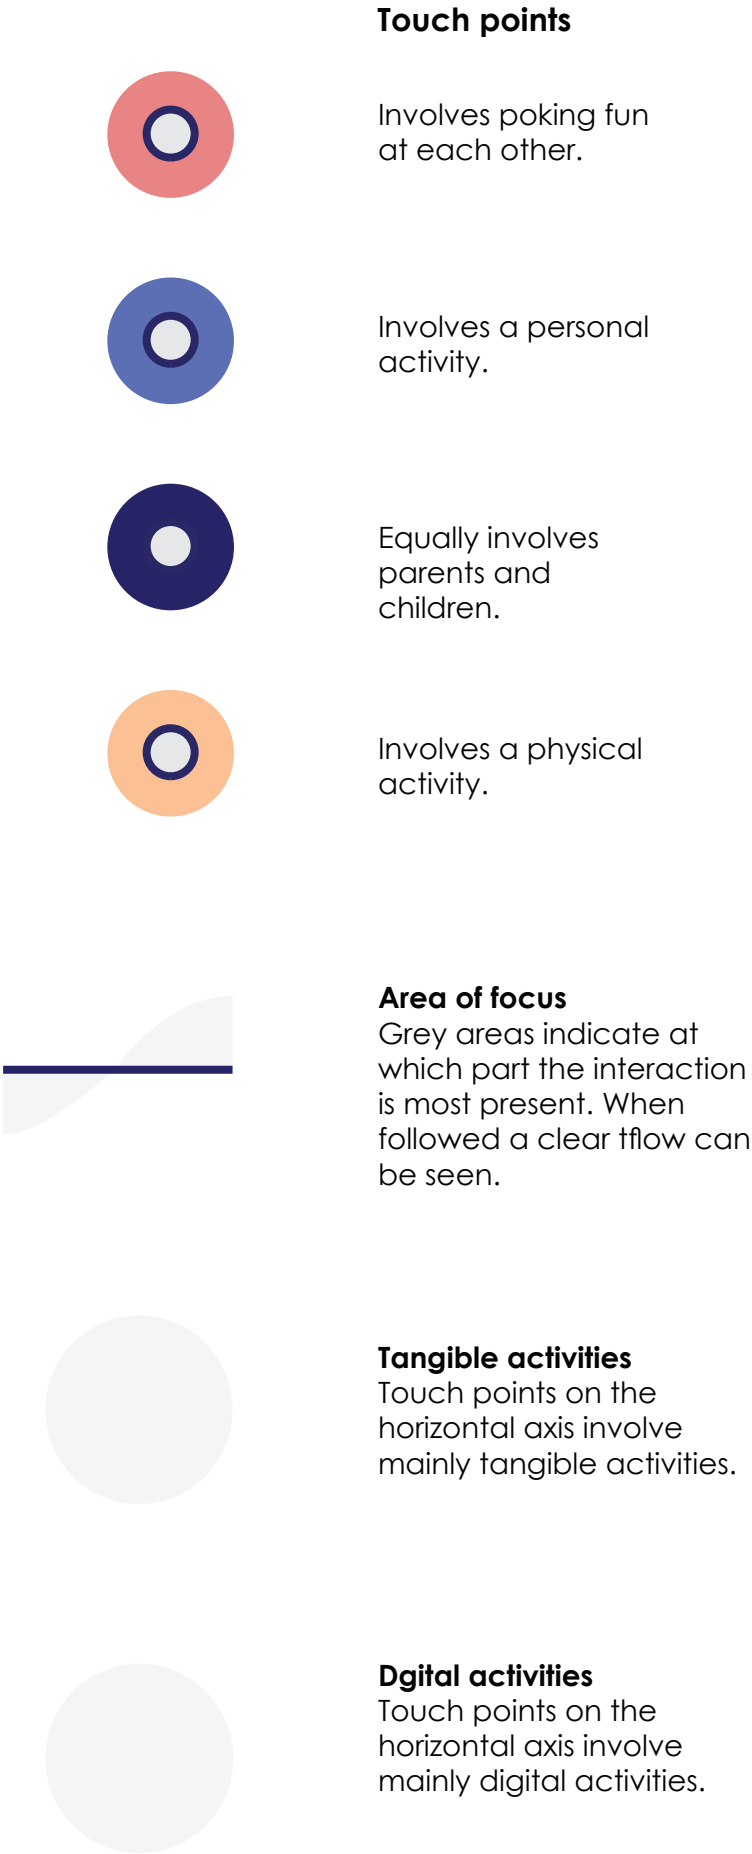 Touch points
Involves poking fun
at each other.
Involves a personal
activity.
Equally involves
parents and
children.
Involves a physical
activity.
Area of focus
Grey areas indicate at
which part the interaction
is most present. When
followed a clear tflow can
be seen.
Tangible activities
Touch points on the
horizontal axis involve
mainly tangible activities.
Dgital activities
Touch points on the
horizontal axis involve
mainly digital activities.